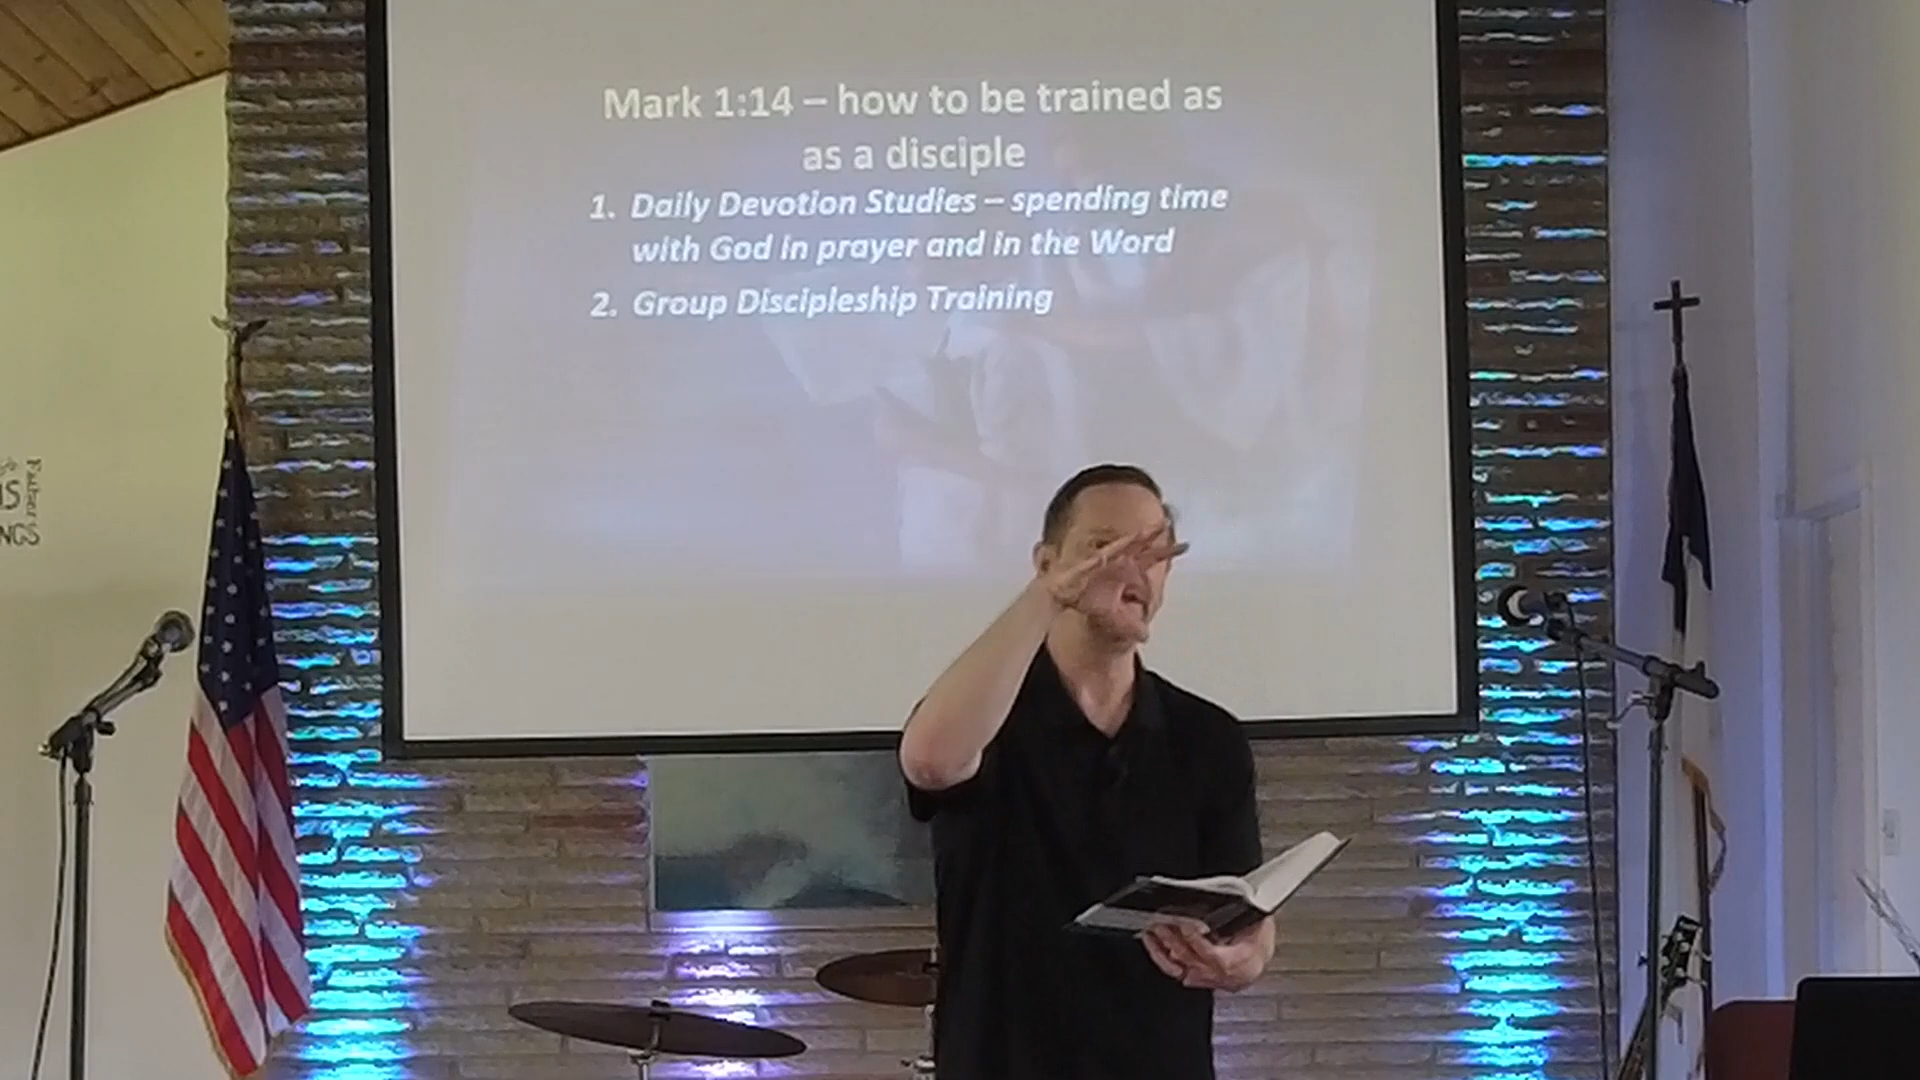 Mark 1:14 – how to be trained as
as a disciple
1. Daily Devotion Studies – spending time
with God in prayer and in the Word
2. Group Discipleship Training
Father's